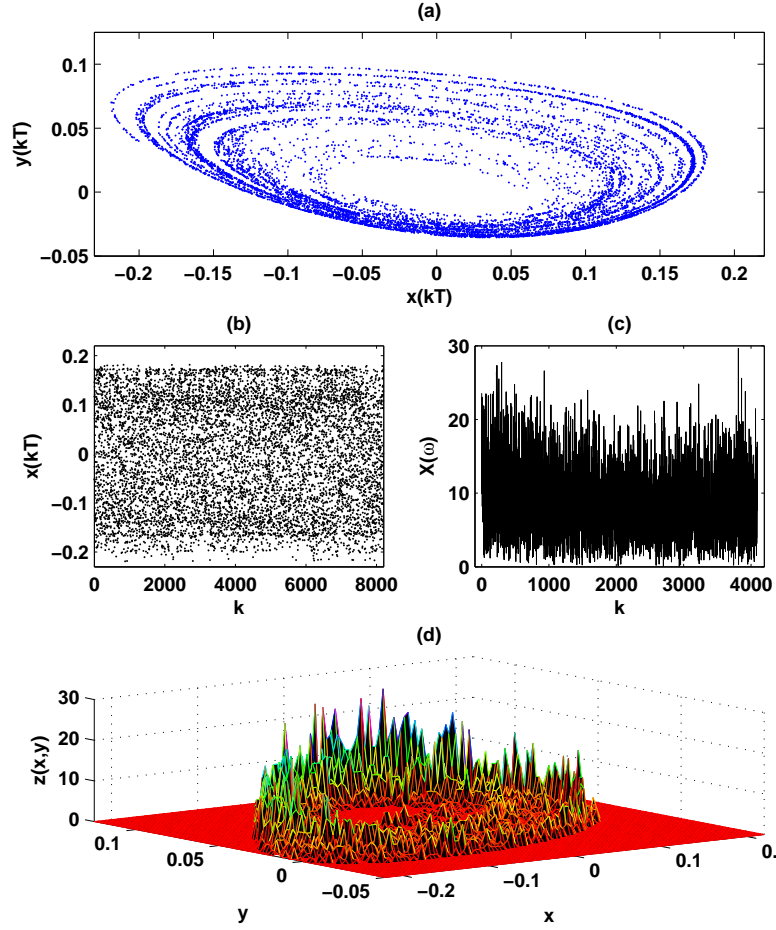 (a)
y(kT)
0.1
0.05
0
−0.05
−0.2 −0.15 −0.1 −0.05 0 0.05 0.1 0.15 0.2
x(kT)
(b)
x(kT)
0.2
0.1
0
−0.1
−0.2
0 2000 4000 6000 8000
k
(c)
X(ω)
30
20
10
0
0 1000 2000 3000 4000
k
(d)
z(x,y)
30
20
10
0
0.1 0.05 0 −0.05
y
−0.2 −0.1 0 0.1
x